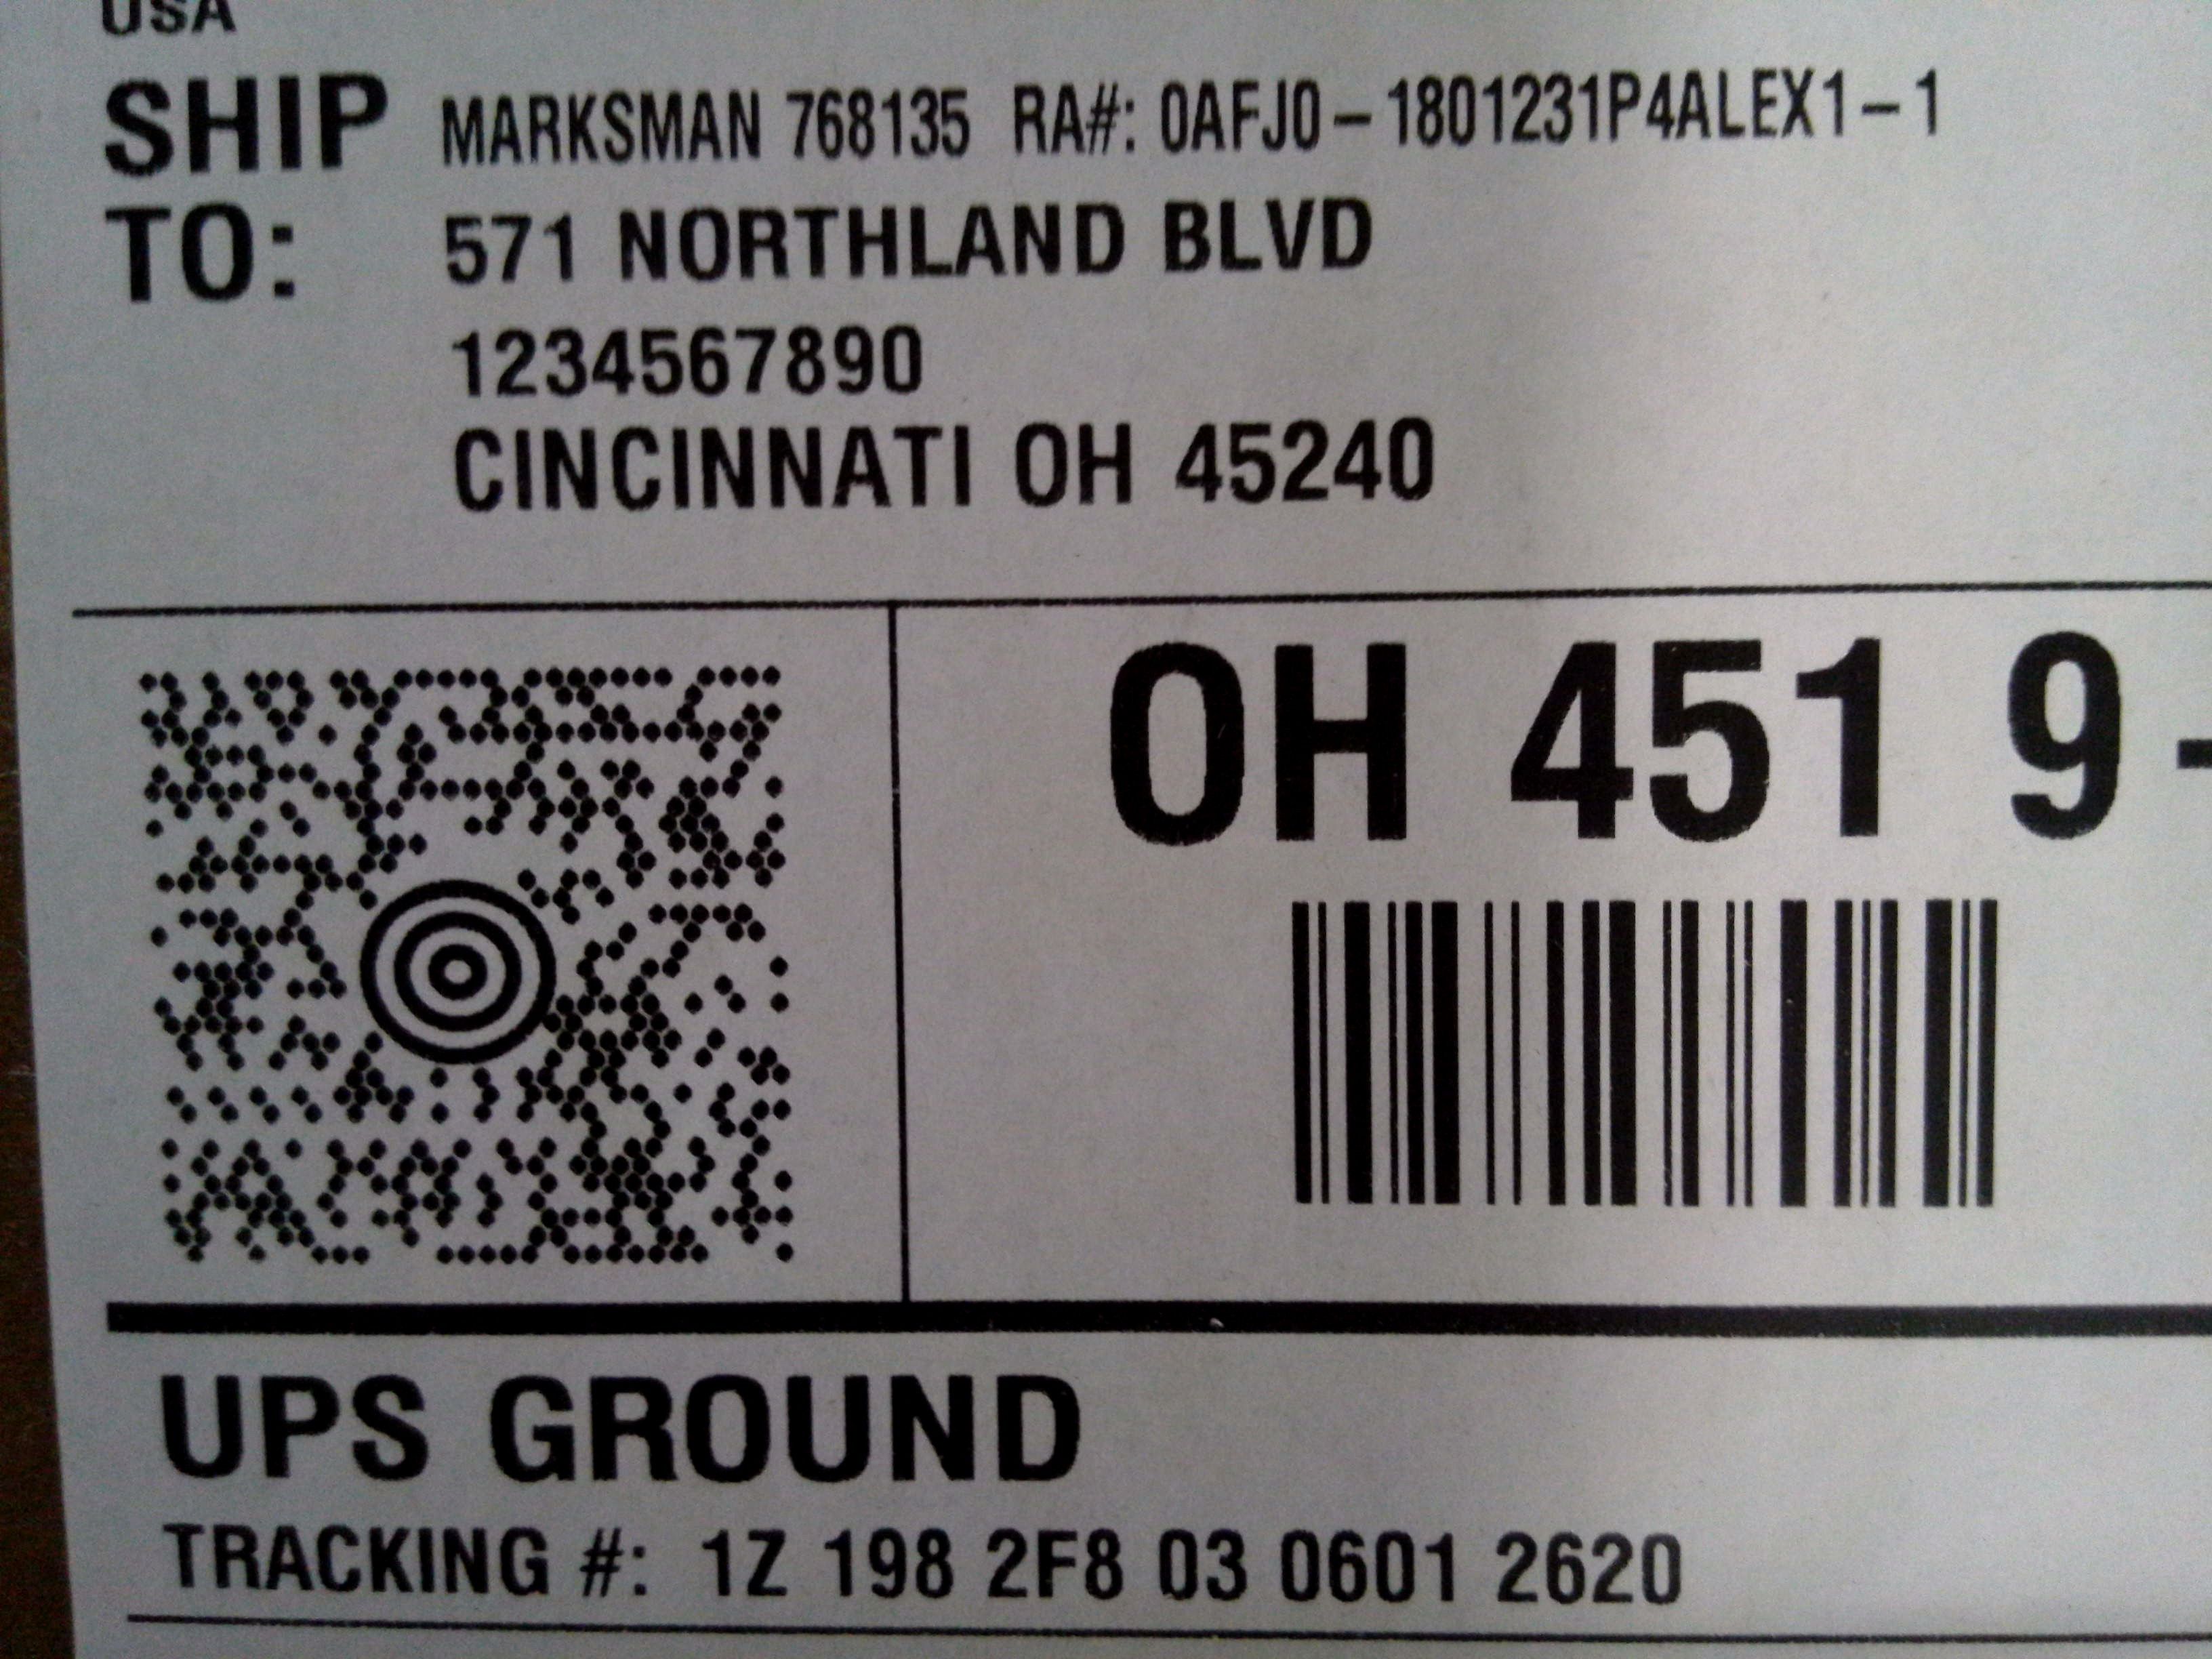 USA
SHIP TO: MARKSMAN 768135 RA#: 0AFJ0-1801231P4ALEX1-1
571 NORTHLAND BLVD
1234567890
CINCINNATI OH 45240
OH 451 9-
UPS GROUND
TRACKING #: 1Z 198 2F8 03 0601 2620